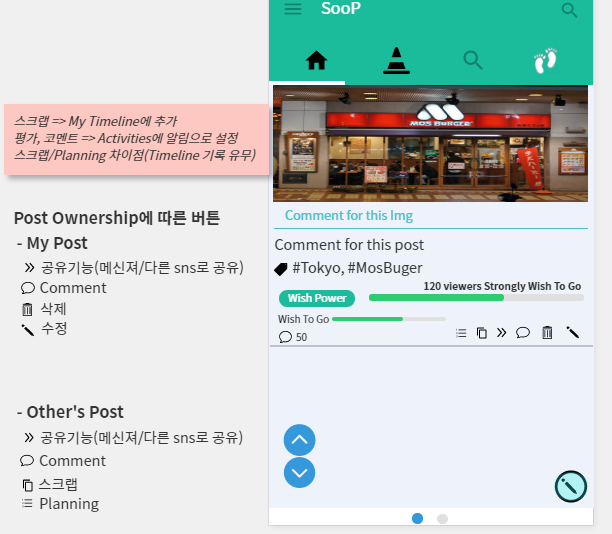 SooP
스크랩 => My Timeline에 추가
평가, 코멘트 => Activities에 알림으로 설정
스크랩/Planning 차이점(Timeline 기록 유무)
MOS BURGER
Comment for this Img
Comment for this post
#Tokyo, #MosBuger
120 viewers Strongly Wish To Go
Wish Power
Wish To Go
50
Post Ownership에 따른 버튼
- My Post
공유기능(메신져/다른 sns로 공유)
Comment
삭제
수정
- Other's Post
공유기능(메신져/다른 sns로 공유)
Comment
스크랩
Planning